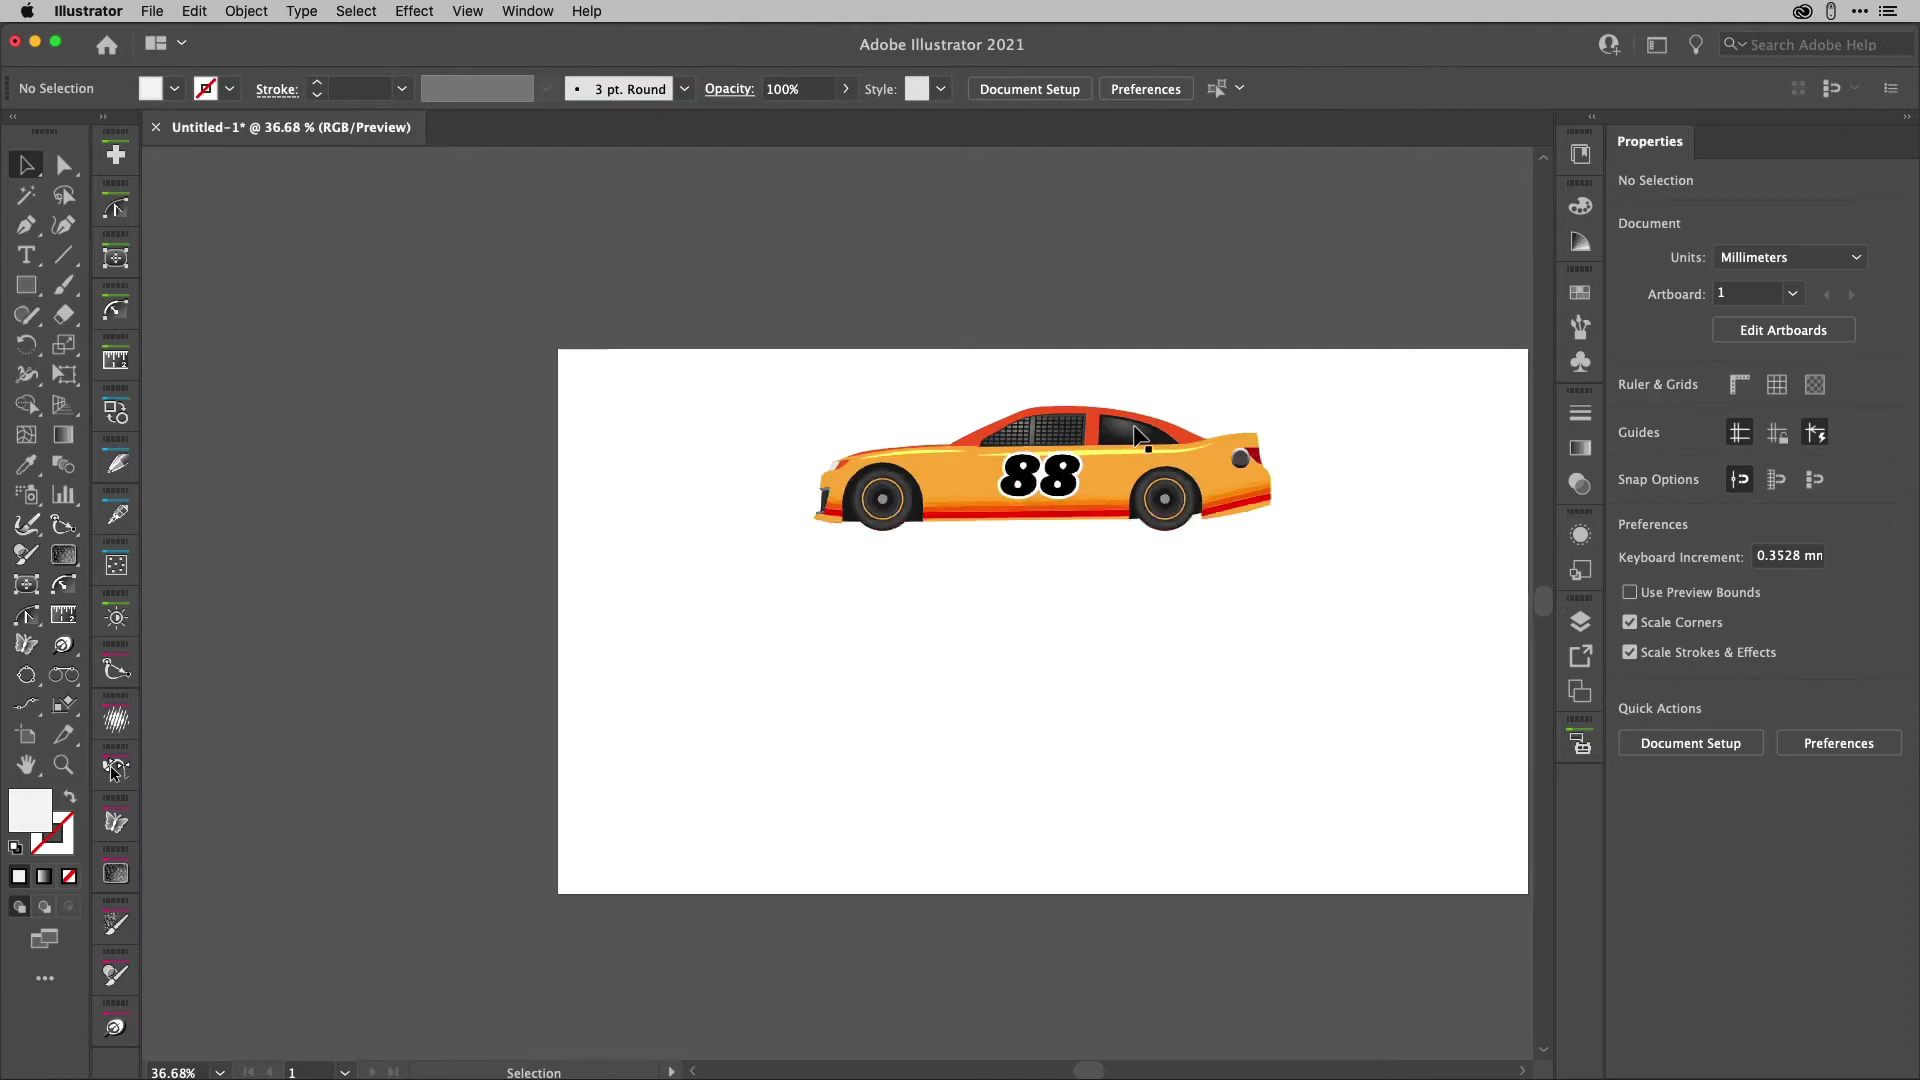 Illustrator File Edit Object Type Select Effect View Window Help
Adobe Illustrator 2021
Search Adobe Help
No Selection
Stroke:
3 pt. Round
Opacity: 100%
Style:
Document Setup
Preferences
Untitled-1* @ 36.68 % (RGB/Preview)
Properties
No Selection
Document
Units: Millimeters
Artboard: 1
Edit Artboards
Ruler & Grids
Guides
Snap Options
Preferences
Keyboard Increment: 0.3528 mm
Use Preview Bounds
Scale Corners
Scale Strokes & Effects
Quick Actions
Document Setup
Preferences
88
36.68%
1
Selection